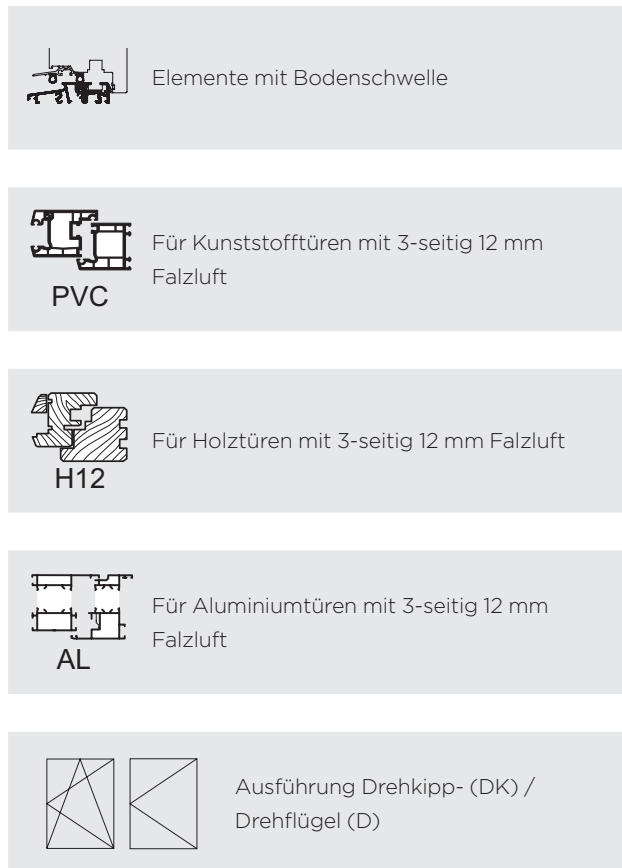 Elemente mit Bodenschwelle
Für Kunststofftüren mit 3-seitig 12 mm
Falzluft
PVC
Für Holztüren mit 3-seitig 12 mm Falzluft
H12
Für Aluminiumtüren mit 3-seitig 12 mm
Falzluft
AL
Ausführung Drehkipp- (DK) /
Drehflügel (D)